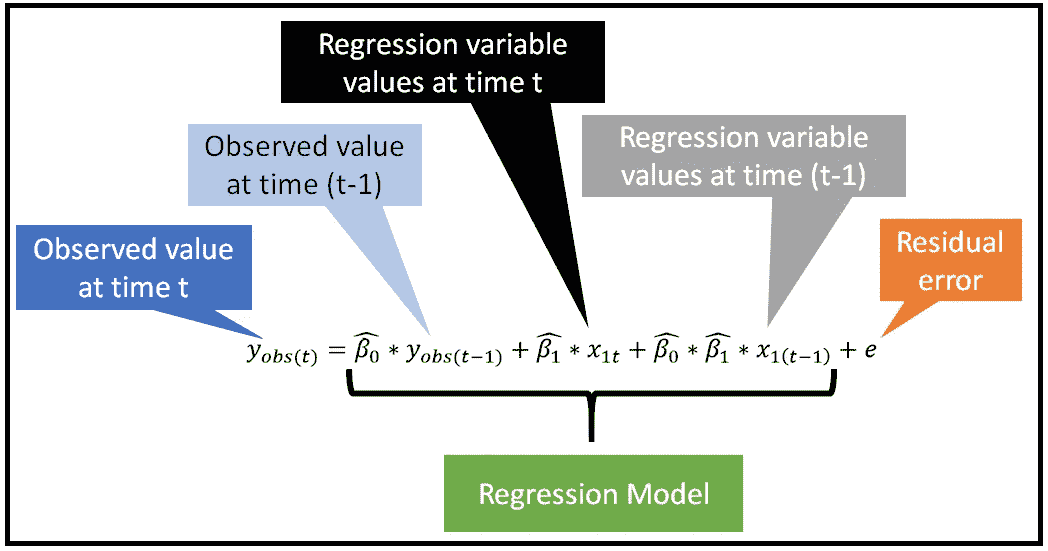 Regression variable
values at time t
Observed value
at time (t-1)
Regression variable
values at time (t-1)
Observed value
at time t
Residual
error
$y_{obs(t)} = \widehat{\beta_0} * y_{obs(t-1)} + \widehat{\beta_1} * x_{1t} + \widehat{\beta_0} * \widehat{\beta_1} * x_{1(t-1)} + e$
Regression Model